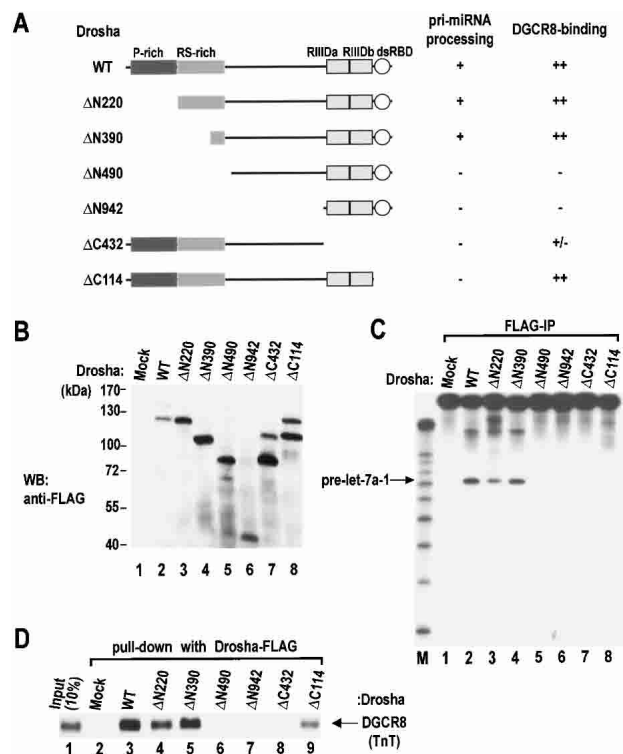 A
Drosha
pri-miRNA processing
DGCR8-binding
P-rich RS-rich RIIIDa RIIIDb dsRBD
WT + ++
ΔN220 + ++
ΔN390 + ++
ΔN490 - -
ΔN942 - -
ΔC432 - +/-
ΔC114 - ++
B
Drosha: Mock WT ΔN220 ΔN390 ΔN490 ΔN942 ΔC432 ΔC114
(kDa)
170
130
100
72
55
40
WB:
anti-FLAG
1 2 3 4 5 6 7 8
C
FLAG-IP
Drosha: Mock WT ΔN220 ΔN390 ΔN490 ΔN942 ΔC432 ΔC114
pre-let-7a-1
M 1 2 3 4 5 6 7 8
D
pull-down with Drosha-FLAG
Input (10%) Mock WT ΔN220 ΔN390 ΔN490 ΔN942 ΔC432 ΔC114 :Drosha
DGCR8
(TnT)
1 2 3 4 5 6 7 8 9